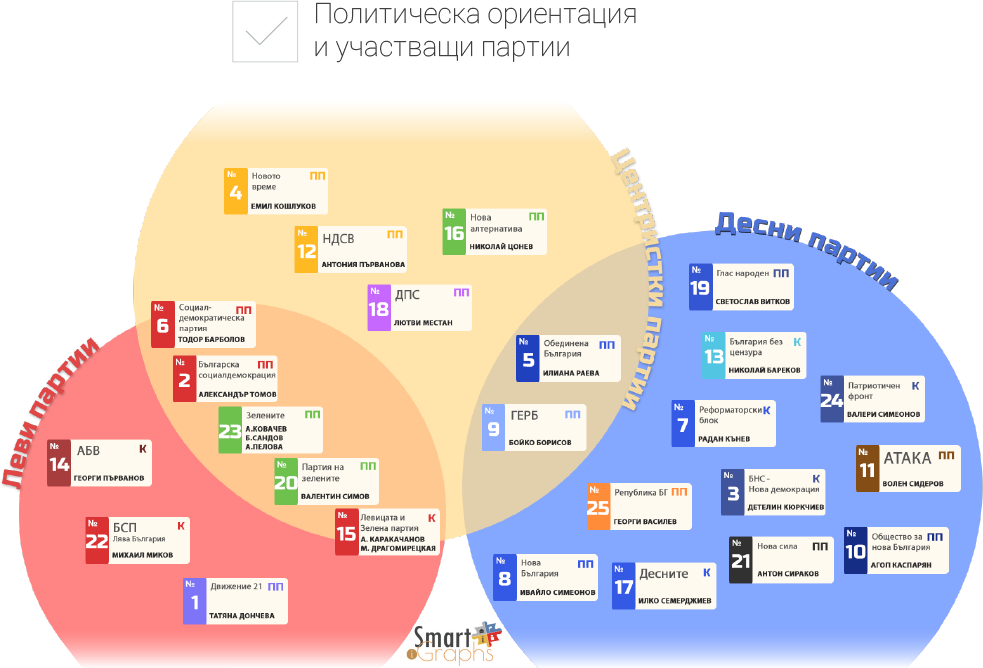 Политическа ориентация
и участващи партии
Центристки партии
Десни партии
Леви партии
№ 4 Новото ПП
време
ЕМИЛ КОШЛУКОВ
№ 12 НДСВ ПП
АНТОНИЯ ПЪРВАНОВА
№ 16 Нова ПП
алтернатива
НИКОЛАЙ ЦОНЕВ
№ 18 ДПС ПП
ЛЮТВИ МЕСТАН
№ 6 Социал- ПП
демократическа
партия
ТОДОР БАРБОЛОВ
№ 2 Българска ПП
социалдемокрация
АЛЕКСАНДЪР ТОМОВ
№ 23 Зелените ПП
А.КОВАЧЕВ
Б.САНДОВ
А.ПЕЛОВА
№ 20 Партия на ПП
зелените
ВАЛЕНТИН СИМОВ
№ 15 Левицата и К
Зелена партия
А. КАРАКАЧАНОВ
М. ДРАГОМИРЕЦКАЯ
№ 14 АБВ К
ГЕОРГИ ПЪРВАНОВ
№ 22 БСП К
Лява България
МИХАИЛ МИКОВ
№ 1 Движение 21 ПП
ТАТЯНА ДОНЧЕВА
№ 5 Обединена ПП
България
ИЛИАНА РАЕВА
№ 9 ГЕРБ ПП
БОЙКО БОРИСОВ
№ 19 Глас народен ПП
СВЕТОСЛАВ ВИТКОВ
№ 13 България без К
цензура
НИКОЛАЙ БАРЕКОВ
№ 24 Патриотичен К
фронт
ВАЛЕРИ СИМЕОНОВ
№ 7 Реформаторски К
блок
РАДАН КЪНЕВ
№ 11 АТАКА ПП
ВОЛЕН СИДЕРОВ
№ 3 БНС - К
Нова демокрация
ДЕТЕЛИН КЮРКЧИЕВ
№ 25 Република БГ ПП
ГЕОРГИ ВАСИЛЕВ
№ 10 Общество за ПП
нова България
АГОП КАСПАРЯН
№ 21 Нова сила ПП
АНТОН СИРАКОВ
№ 8 Нова ПП
България
ИВАЙЛО СИМЕОНОВ
№ 17 Десните К
ИЛКО СЕМЕРДЖИЕВ
Smart
iGraphs